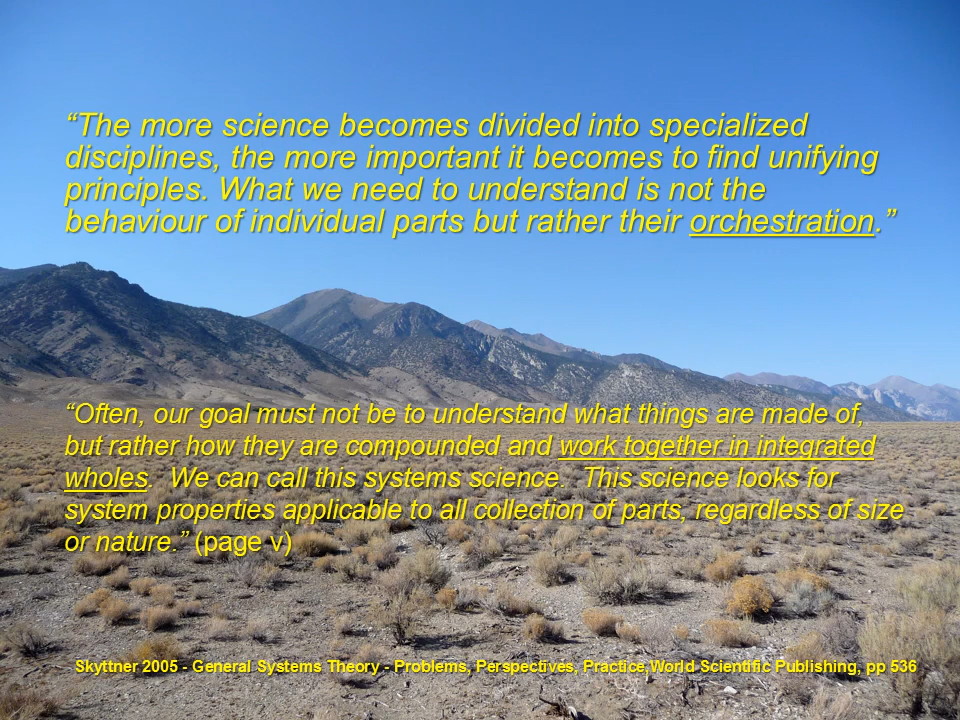 “The more science becomes divided into specialized
disciplines, the more important it becomes to find unifying
principles. What we need to understand is not the
behaviour of individual parts but rather their orchestration.”
“Often, our goal must not be to understand what things are made of,
but rather how they are compounded and work together in integrated
wholes.  We can call this systems science.  This science looks for
system properties applicable to all collection of parts, regardless of size
or nature.” (page v)
Skyttner 2005 - General Systems Theory - Problems, Perspectives, Practice,World Scientific Publishing, pp 536